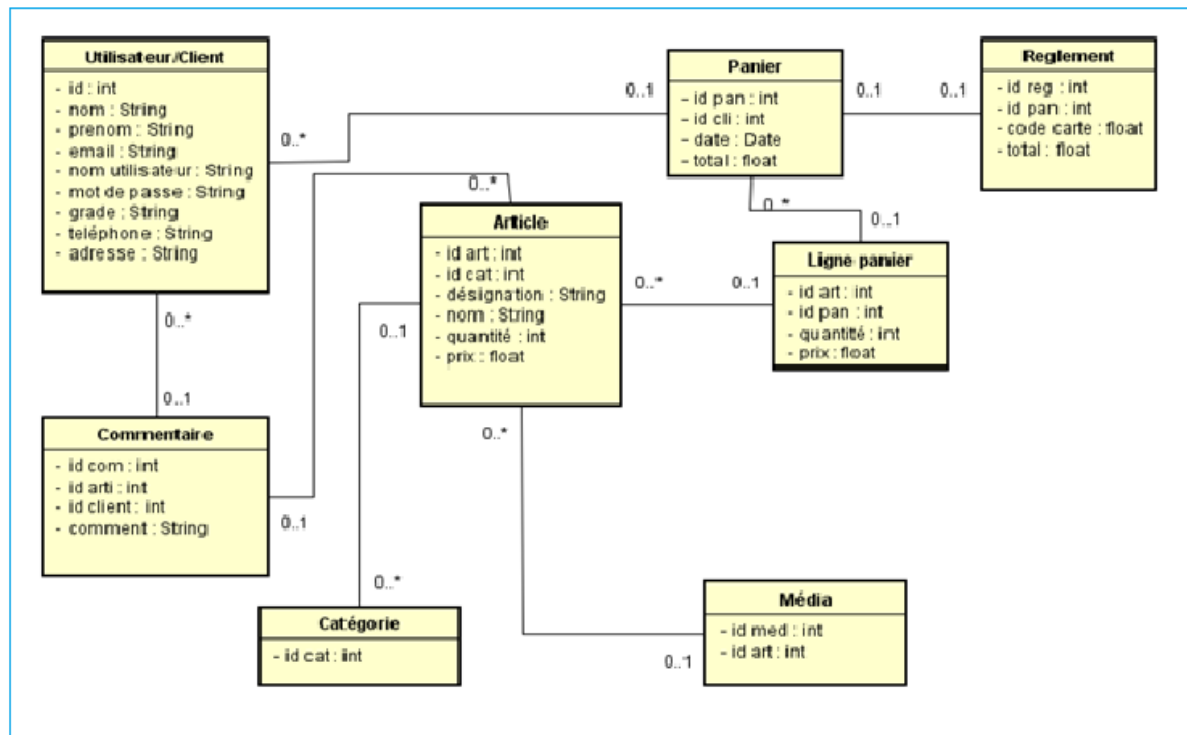 Utilisateur/Client
- id : int
- nom : String
- prenom : String
- email : String
- nom utilisateur : String
- mot de passe : String
- grade : String
- teléphone : String
- adresse : String
0..*
0..1
Panier
- id pan : int
- id cli : int
- date : Date
- total : float
0..1
0..1
Reglement
- id reg : int
- id pan : int
- code carte : float
- total : float
0..*
0..1
Ligne panier
- id art : int
- id pan : int
- quantité : int
- prix : float
0..*
Article
- id art : int
- id cat : int
- désignation : String
- nom : String
- quantité : int
- prix : float
0..*
0..1
0..*
0..1
Commentaire
- id com : int
- id arti : int
- id client : int
- comment : String
0..1
0..1
0..*
Catégorie
- id cat : int
0..*
0..1
Média
- id med : int
- id art : int